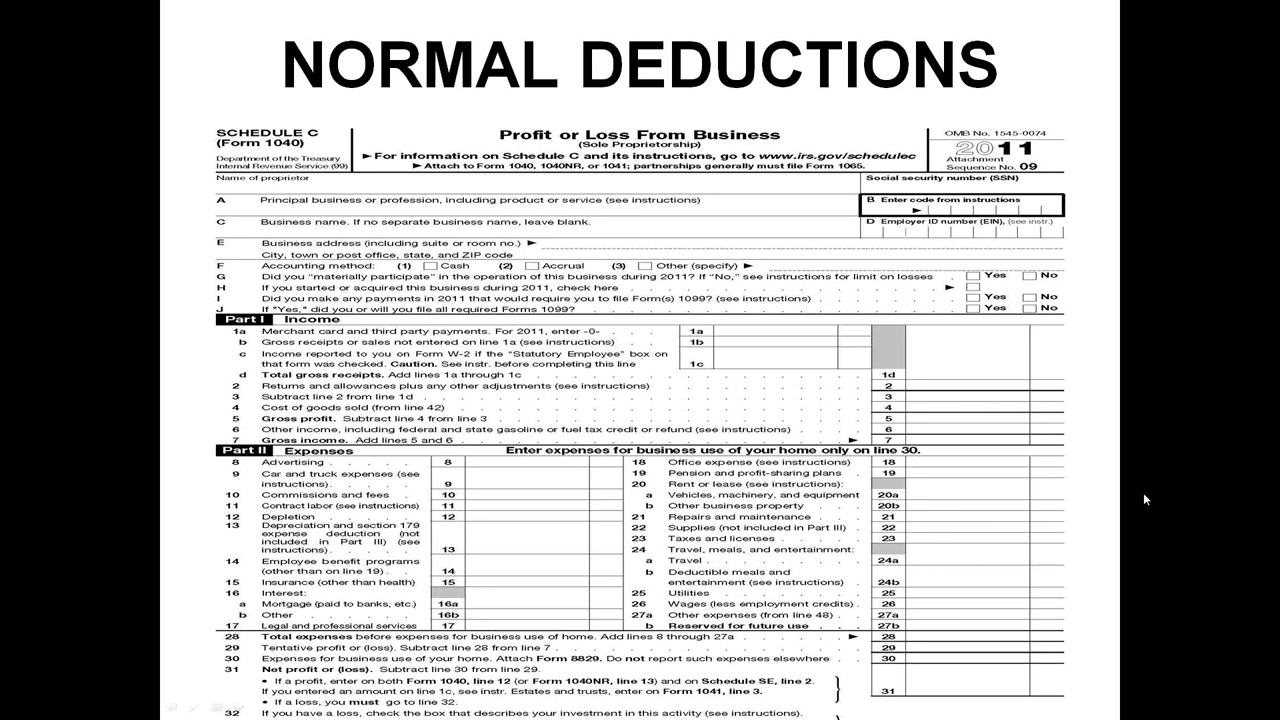 NORMAL DEDUCTIONS
SCHEDULE C
(Form 1040)
Department of the Treasury
Internal Revenue Service (99)
Profit or Loss From Business
(Sole Proprietorship)
► For information on Schedule C and its instructions, go to www.irs.gov/schedulec
► Attach to Form 1040, 1040NR, or 1041; partnerships generally must file Form 1065.
OMB No. 1545-0074
2011
Attachment
Sequence No. 09
Name of proprietor
Social security number (SSN)
A Principal business or profession, including product or service (see instructions)
B Enter code from instructions
►
C Business name. If no separate business name, leave blank.
D Employer ID number (EIN), (see instr.)
E Business address (including suite or room no.) ►
City, town or post office, state, and ZIP code
F Accounting method: (1) Cash (2) Accrual (3) Other (specify) ►
G Did you “materially participate” in the operation of this business during 2011? If “No,” see instructions for limit on losses . Yes No
H If you started or acquired this business during 2011, check here ►
I Did you make any payments in 2011 that would require you to file Form(s) 1099? (see instructions) Yes No
J If "Yes," did you or will you file all required Forms 1099? Yes No
Part I Income
1a Merchant card and third party payments. For 2011, enter -0- 1a
b Gross receipts or sales not entered on line 1a (see instructions) 1b
c Income reported to you on Form W-2 if the “Statutory Employee” box on
that form was checked. Caution. See instr. before completing this line 1c
d Total gross receipts. Add lines 1a through 1c 1d
2 Returns and allowances plus any other adjustments (see instructions) 2
3 Subtract line 2 from line 1d 3
4 Cost of goods sold (from line 42) 4
5 Gross profit. Subtract line 4 from line 3 5
6 Other income, including federal and state gasoline or fuel tax credit or refund (see instructions) 6
7 Gross income. Add lines 5 and 6 ► 7
Part II Expenses Enter expenses for business use of your home only on line 30.
8 Advertising 8
9 Car and truck expenses (see
instructions) 9
10 Commissions and fees 10
11 Contract labor (see instructions) 11
12 Depletion 12
13 Depreciation and section 179
expense deduction (not
included in Part III) (see
instructions) 13
14 Employee benefit programs
(other than on line 19) 14
15 Insurance (other than health) 15
16 Interest:
a Mortgage (paid to banks, etc.) 16a
b Other 16b
17 Legal and professional services 17
18 Office expense (see instructions) 18
19 Pension and profit-sharing plans 19
20 Rent or lease (see instructions):
a Vehicles, machinery, and equipment 20a
b Other business property 20b
21 Repairs and maintenance 21
22 Supplies (not included in Part III) 22
23 Taxes and licenses 23
24 Travel, meals, and entertainment:
a Travel 24a
b Deductible meals and
entertainment (see instructions) 24b
25 Utilities 25
26 Wages (less employment credits) 26
27a Other expenses (from line 48) 27a
b Reserved for future use 27b
28 Total expenses before expenses for business use of home. Add lines 8 through 27a ► 28
29 Tentative profit or (loss). Subtract line 28 from line 7 29
30 Expenses for business use of your home. Attach Form 8829. Do not report such expenses elsewhere 30
31 Net profit or (loss). Subtract line 30 from line 29.
• If a profit, enter on both Form 1040, line 12 (or Form 1040NR, line 13) and on Schedule SE, line 2.
If you entered an amount on line 1c, see instr. Estates and trusts, enter on Form 1041, line 3.
31
• If a loss, you must go to line 32.
32 If you have a loss, check the box that describes your investment in this activity (see instructions).